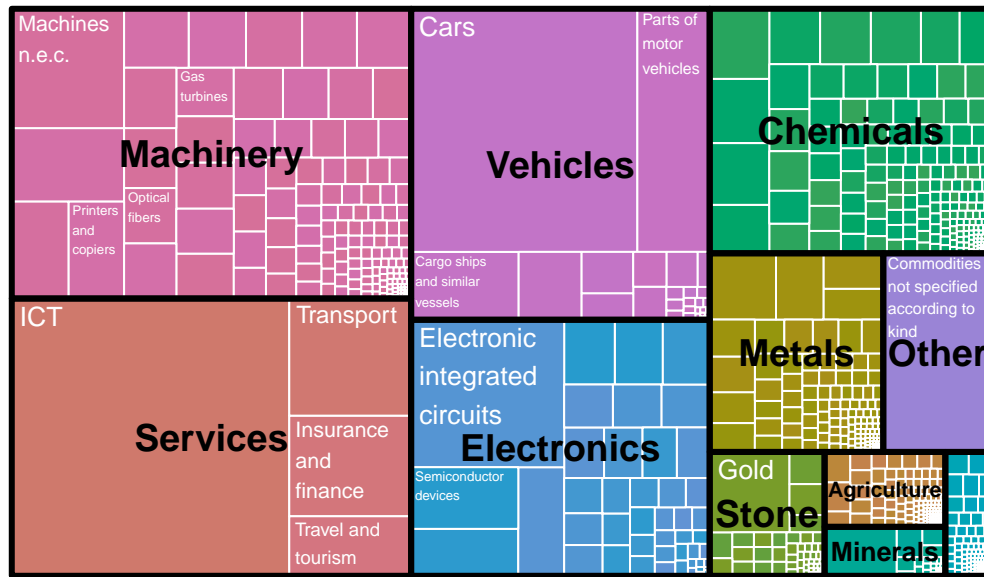 Machines
n.e.c.
Gas
turbines
Machinery
Optical
fibers
Printers
and
copiers
Cars
Parts of
motor
vehicles
Vehicles
Cargo ships
and similar
vessels
Chemicals
ICT
Transport
Services
Insurance
and
finance
Travel and
tourism
Electronic
integrated
circuits
Electronics
Semiconductor
devices
Metals
Commodities
not specified
according to
kind
Other
Gold
Stone
Agriculture
Minerals